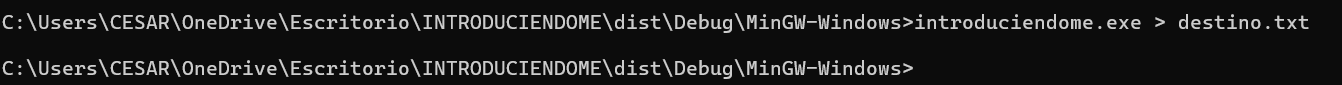 C:\Users\CESAR\OneDrive\Escritorio\INTRODUCIENDOME\dist\Debug\MinGW-Windows>introduciendome.exe > destino.txt
C:\Users\CESAR\OneDrive\Escritorio\INTRODUCIENDOME\dist\Debug\MinGW-Windows>